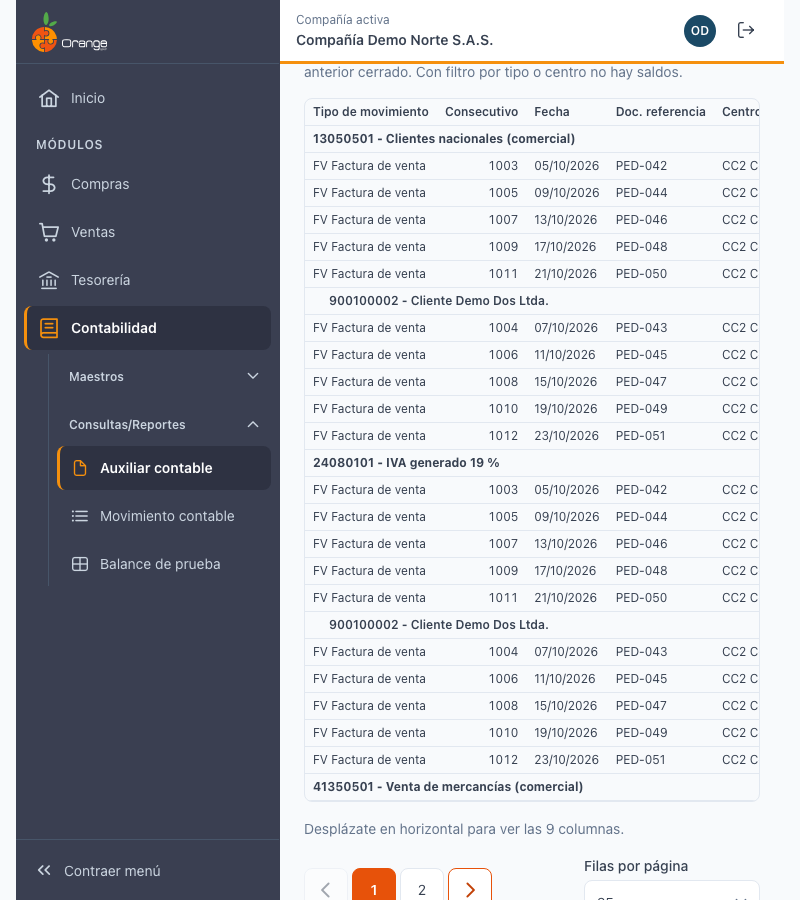 Orange
Inicio
MÓDULOS
Compras
Ventas
Tesorería
Contabilidad
Maestros
Consultas/Reportes
Auxiliar contable
Movimiento contable
Balance de prueba
Contraer menú
Compañía activa
Compañía Demo Norte S.A.S.
OD
anterior cerrado. Con filtro por tipo o centro no hay saldos.
Tipo de movimiento Consecutivo Fecha Doc. referencia Centro
13050501 - Clientes nacionales (comercial)
FV Factura de venta 1003 05/10/2026 PED-042 CC2 C
FV Factura de venta 1005 09/10/2026 PED-044 CC2 C
FV Factura de venta 1007 13/10/2026 PED-046 CC2 C
FV Factura de venta 1009 17/10/2026 PED-048 CC2 C
FV Factura de venta 1011 21/10/2026 PED-050 CC2 C
900100002 - Cliente Demo Dos Ltda.
FV Factura de venta 1004 07/10/2026 PED-043 CC2 C
FV Factura de venta 1006 11/10/2026 PED-045 CC2 C
FV Factura de venta 1008 15/10/2026 PED-047 CC2 C
FV Factura de venta 1010 19/10/2026 PED-049 CC2 C
FV Factura de venta 1012 23/10/2026 PED-051 CC2 C
24080101 - IVA generado 19 %
FV Factura de venta 1003 05/10/2026 PED-042 CC2 C
FV Factura de venta 1005 09/10/2026 PED-044 CC2 C
FV Factura de venta 1007 13/10/2026 PED-046 CC2 C
FV Factura de venta 1009 17/10/2026 PED-048 CC2 C
FV Factura de venta 1011 21/10/2026 PED-050 CC2 C
900100002 - Cliente Demo Dos Ltda.
FV Factura de venta 1004 07/10/2026 PED-043 CC2 C
FV Factura de venta 1006 11/10/2026 PED-045 CC2 C
FV Factura de venta 1008 15/10/2026 PED-047 CC2 C
FV Factura de venta 1010 19/10/2026 PED-049 CC2 C
FV Factura de venta 1012 23/10/2026 PED-051 CC2 C
41350501 - Venta de mercancías (comercial)
Desplázate en horizontal para ver las 9 columnas.
Filas por página
1 2